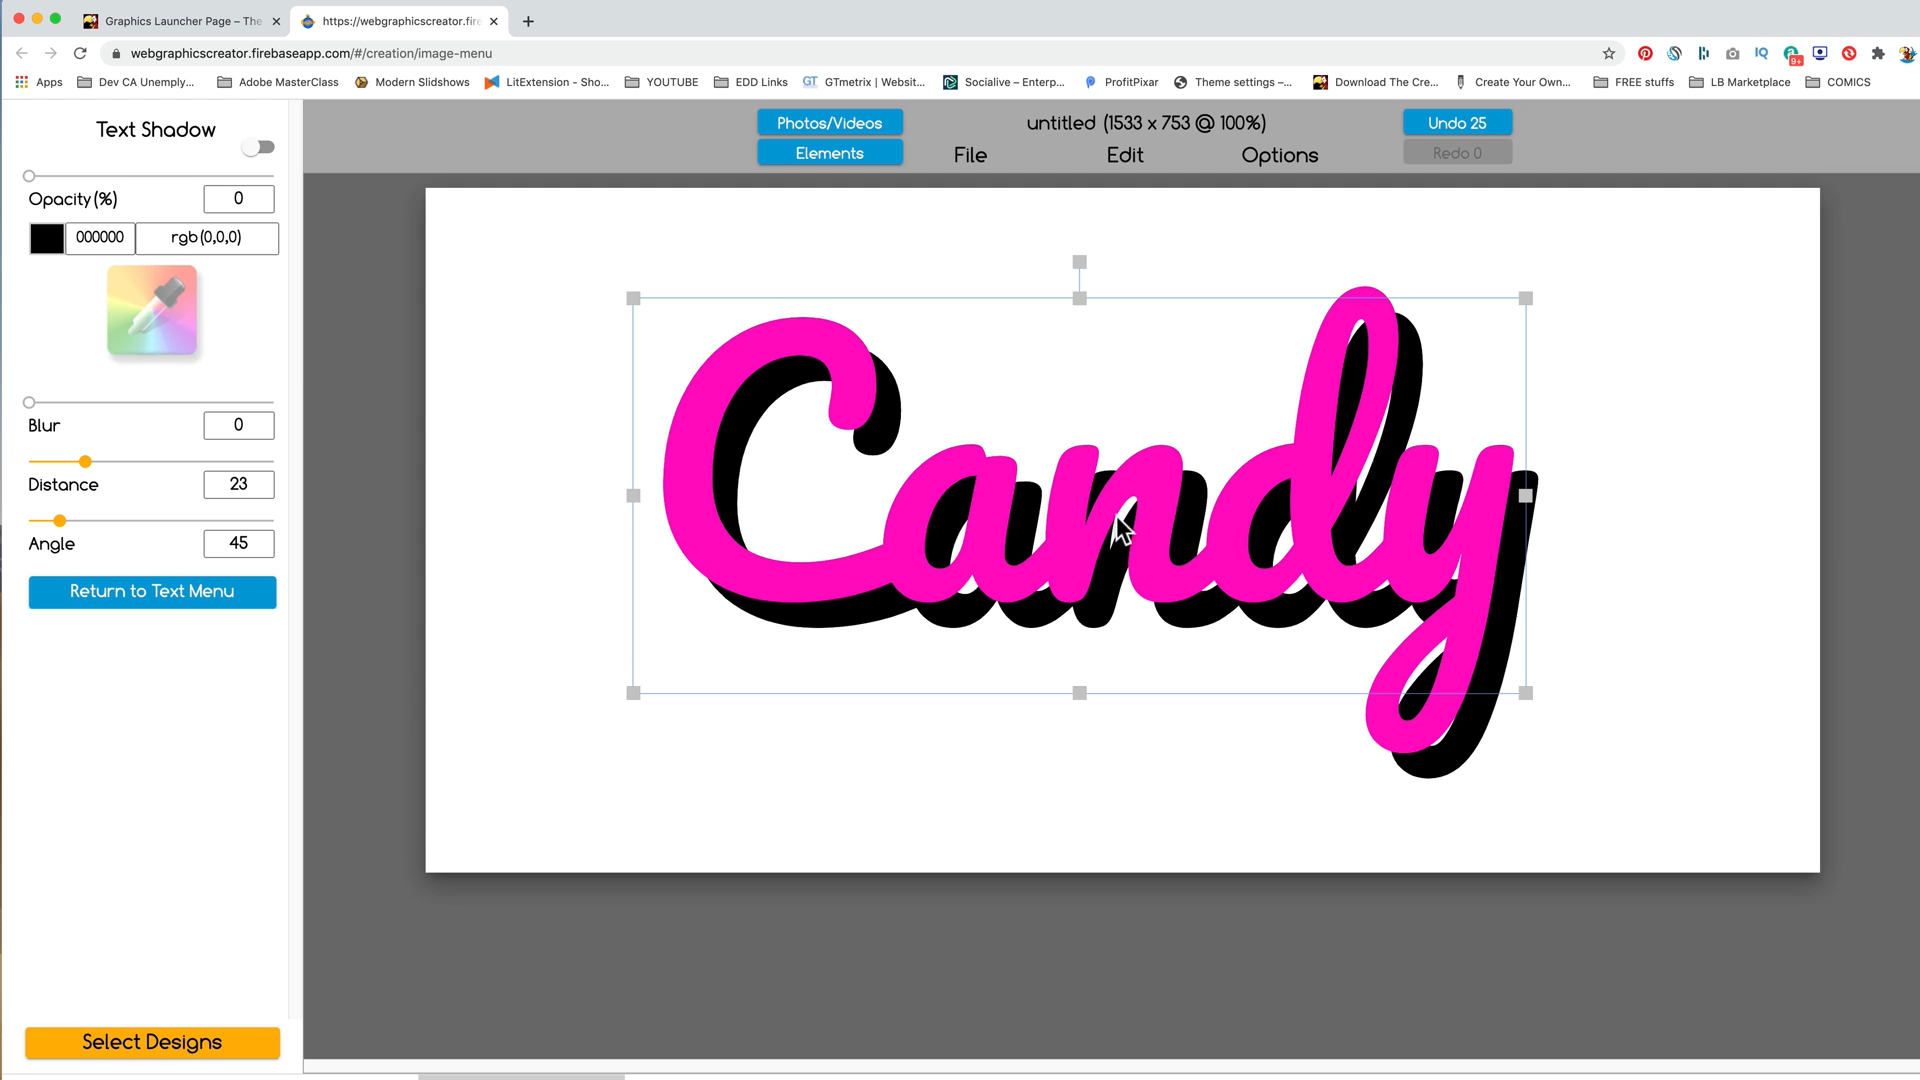 Graphics Launcher Page – The
https://webgraphicscreator.fire
webgraphicscreator.firebaseapp.com/#/creation/image-menu
9+
Apps
Dev CA Unemply...
Adobe MasterClass
Modern Slideshows
LitExtension - Sho...
YOUTUBE
EDD Links
GT GTmetrix | Websit...
Socialive – Enterp...
ProfitPixar
Theme settings –...
Download The Cre...
Create Your Own...
FREE stuffs
LB Marketplace
COMICS
Text Shadow
Opacity(%) 0
000000 rgb(0,0,0)
Blur 0
Distance 23
Angle 45
Return to Text Menu
Select Designs
Photos/Videos
Elements
untitled (1533 x 753 @ 100%)
File Edit Options
Undo 25
Redo 0
Candy